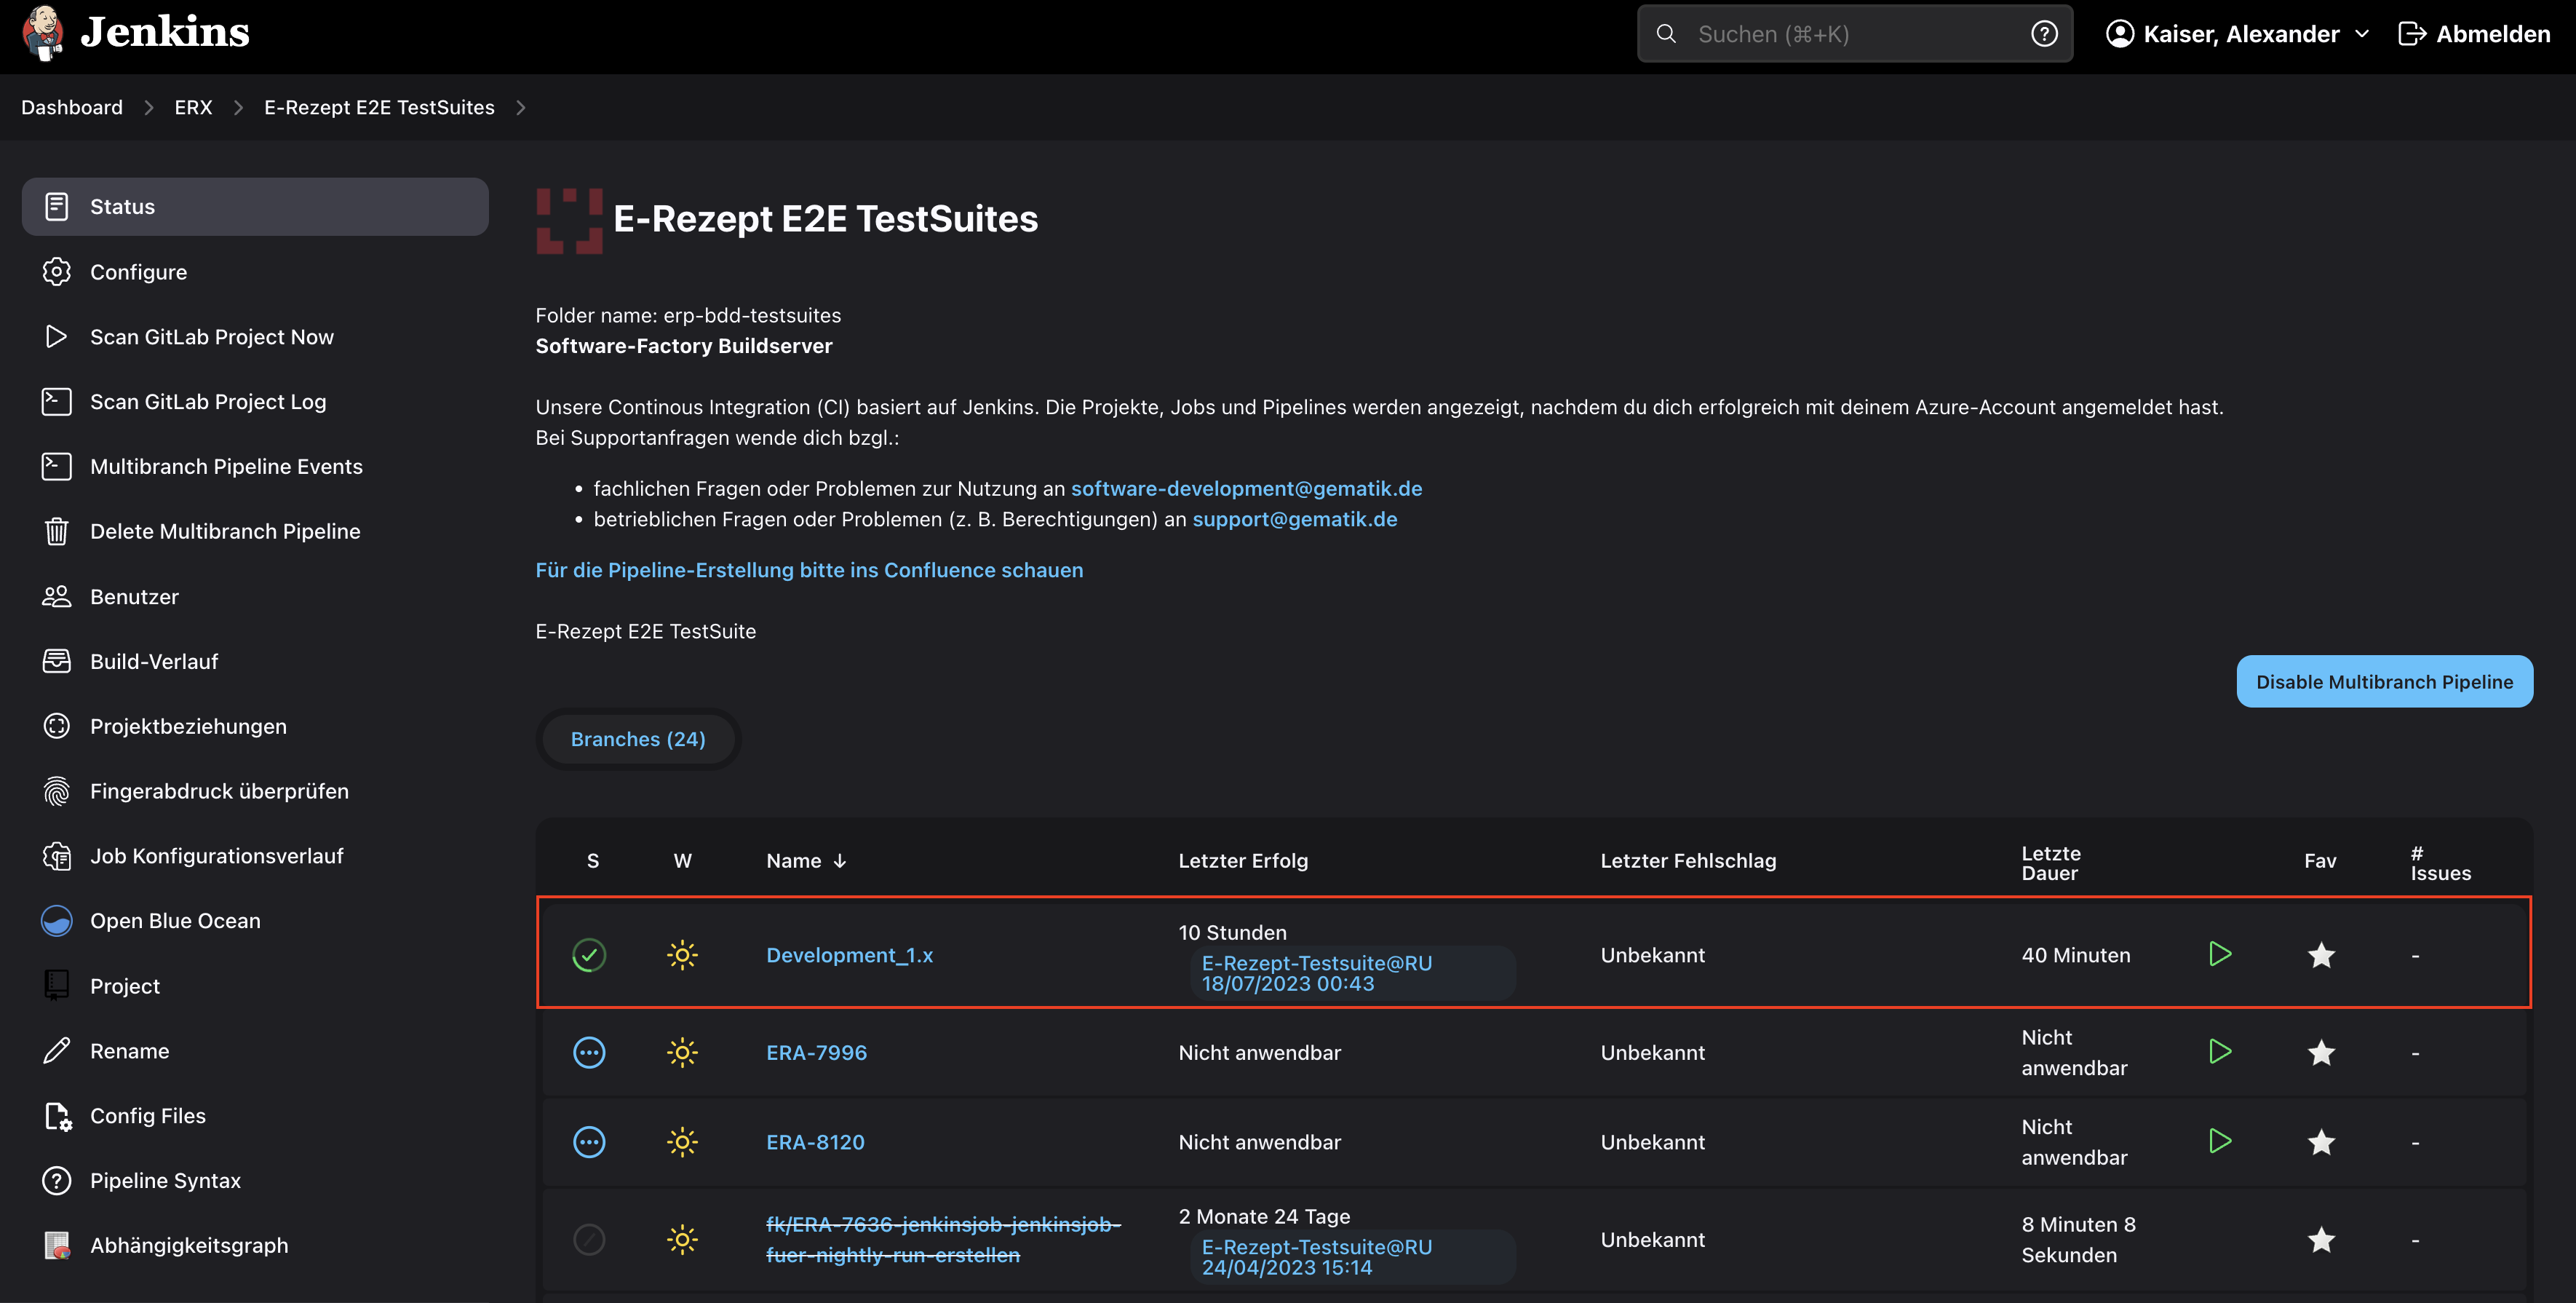 Jenkins
Suchen (⌘+K)
Kaiser, Alexander
Abmelden
Dashboard
ERX
E-Rezept E2E TestSuites
Status
Configure
Scan GitLab Project Now
Scan GitLab Project Log
Multibranch Pipeline Events
Delete Multibranch Pipeline
Benutzer
Build-Verlauf
Projektbeziehungen
Fingerabdruck überprüfen
Job Konfigurationsverlauf
Open Blue Ocean
Project
Rename
Config Files
Pipeline Syntax
Abhängigkeitsgraph
E-Rezept E2E TestSuites
Folder name: erp-bdd-testsuites
Software-Factory Buildserver
Unsere Continous Integration (CI) basiert auf Jenkins. Die Projekte, Jobs und Pipelines werden angezeigt, nachdem du dich erfolgreich mit deinem Azure-Account angemeldet hast.
Bei Supportanfragen wende dich bzgl.:
• fachlichen Fragen oder Problemen zur Nutzung an software-development@gematik.de
• betrieblichen Fragen oder Problemen (z. B. Berechtigungen) an support@gematik.de
Für die Pipeline-Erstellung bitte ins Confluence schauen
E-Rezept E2E TestSuite
Disable Multibranch Pipeline
Branches (24)
S W Name ↓ Letzter Erfolg Letzter Fehlschlag Letzte Dauer Fav # Issues
Development_1.x
10 Stunden
E-Rezept-Testsuite@RU
18/07/2023 00:43
Unbekannt
40 Minuten
-
ERA-7996
Nicht anwendbar
Unbekannt
Nicht
anwendbar
-
ERA-8120
Nicht anwendbar
Unbekannt
Nicht
anwendbar
-
fk/ERA-7636-jenkinsjob-jenkinsjob-
fuer-nightly-run-erstellen
2 Monate 24 Tage
E-Rezept-Testsuite@RU
24/04/2023 15:14
Unbekannt
8 Minuten 8
Sekunden
-